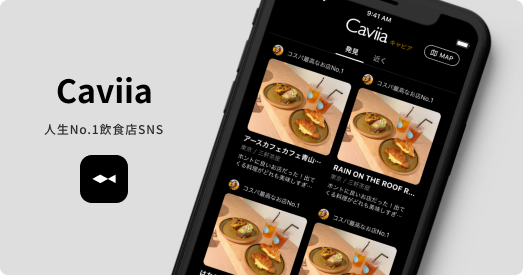 Caviia
人生No.1飲食店SNS
9:41 AM
Caviia キャビア
発見
近く
MAP
コスパ最高なお店No.1
アースカフェカフェ青山…
東京 / 三軒茶屋
ホントに良いお店だった！出て
くる料理がどれも美味しすぎ…
コスパ最高なお店No.1
RAIN ON THE ROOF R...
東京 / 三軒茶屋
ホントに良いお店だった！出て
くる料理がどれも美味しすぎ…
コスパ最高なお店No.1
コスパ最高なお店No.1